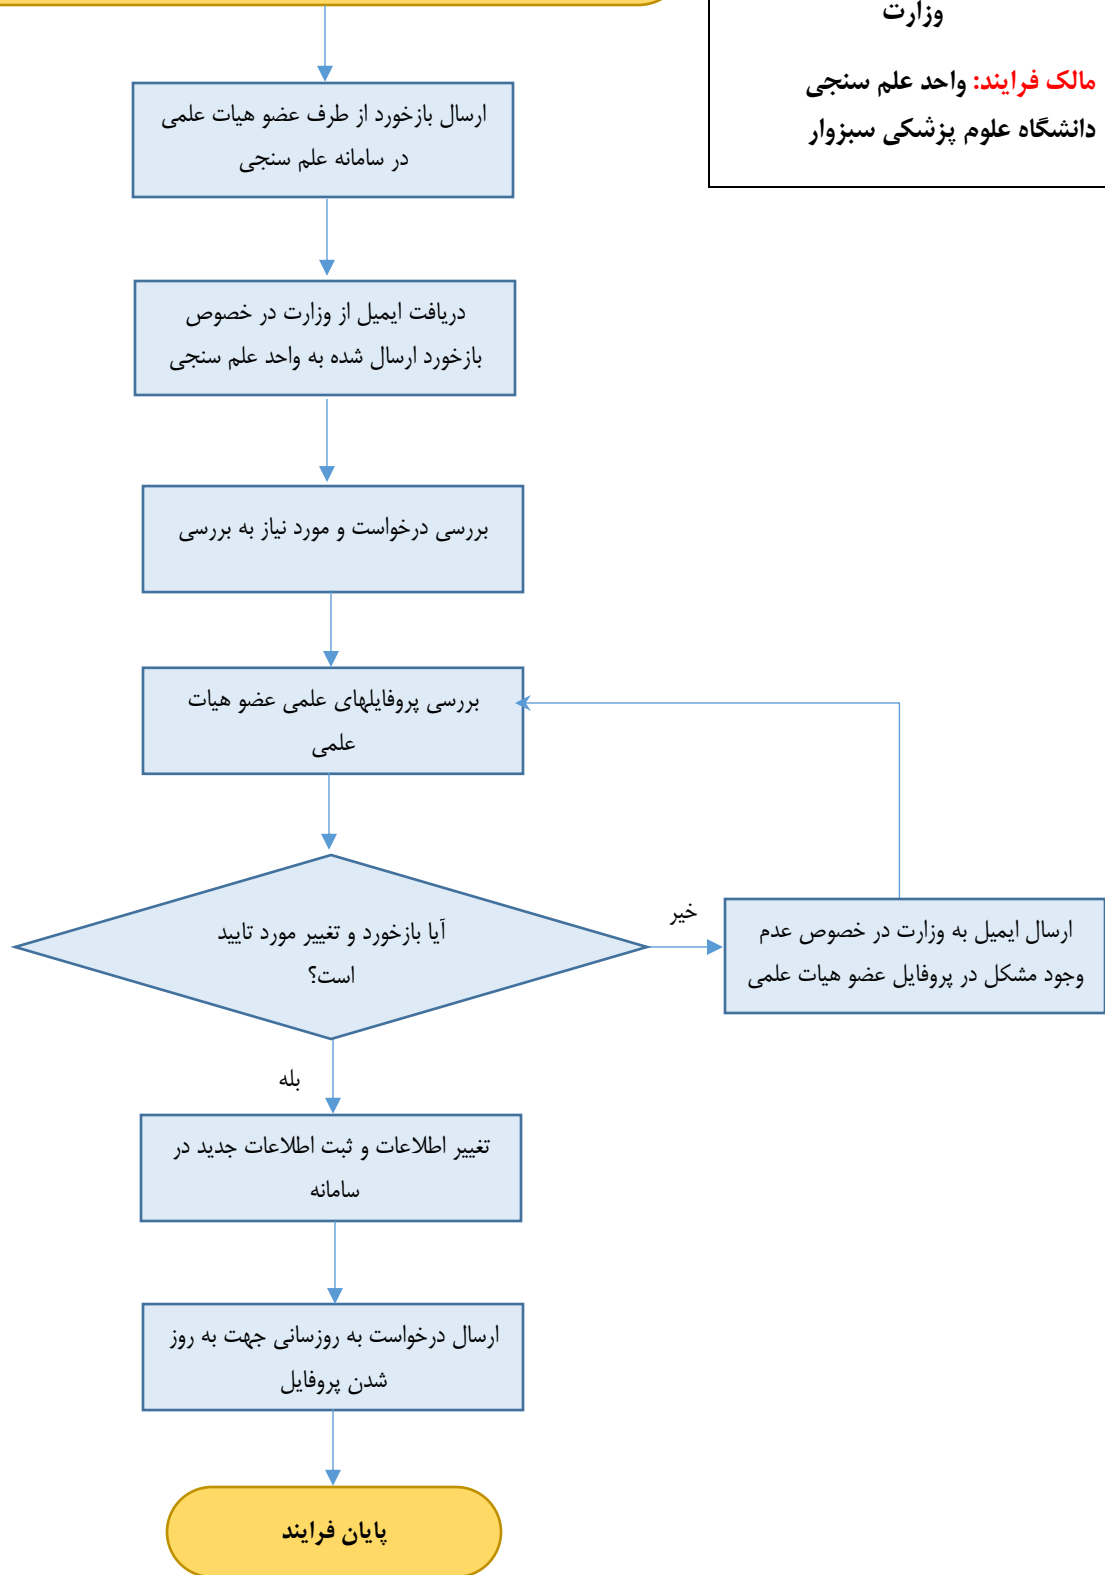 وزارت
مالک فرایند: واحد علم سنجی
دانشگاه علوم پزشکی سبزوار
ارسال بازخورد از طرف عضو هیات علمی
در سامانه علم سنجی
دریافت ایمیل از وزارت در خصوص
بازخورد ارسال شده به واحد علم سنجی
بررسی درخواست و مورد نیاز به بررسی
بررسی پروفایلهای علمی عضو هیات
علمی
آیا بازخورد و تغییر مورد تایید
است؟
خیر
ارسال ایمیل به وزارت در خصوص عدم
وجود مشکل در پروفایل عضو هیات علمی
بله
تغییر اطلاعات و ثبت اطلاعات جدید در
سامانه
ارسال درخواست به روزسانی جهت به روز
شدن پروفایل
پایان فرایند